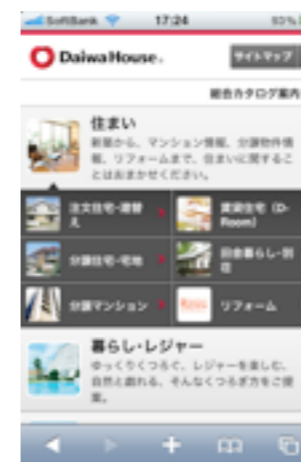 SoftBank 17:24 93%
Daiwa House. サイトマップ
総合カタログ案内
住まい
新築から、マンション情報、分譲物件情
報、リフォームまで、住まいに関するこ
とはおまかせください。
注文住宅・建替
え
賃貸住宅 (D-
Room)
分譲住宅・宅地
田舎暮らし・別
荘
分譲マンション
リフォーム
暮らし・レジャー
ゆっくりくつろぐ、レジャーを楽しむ、
自然と戯れる、そんなくつろぎ方をご提
案。